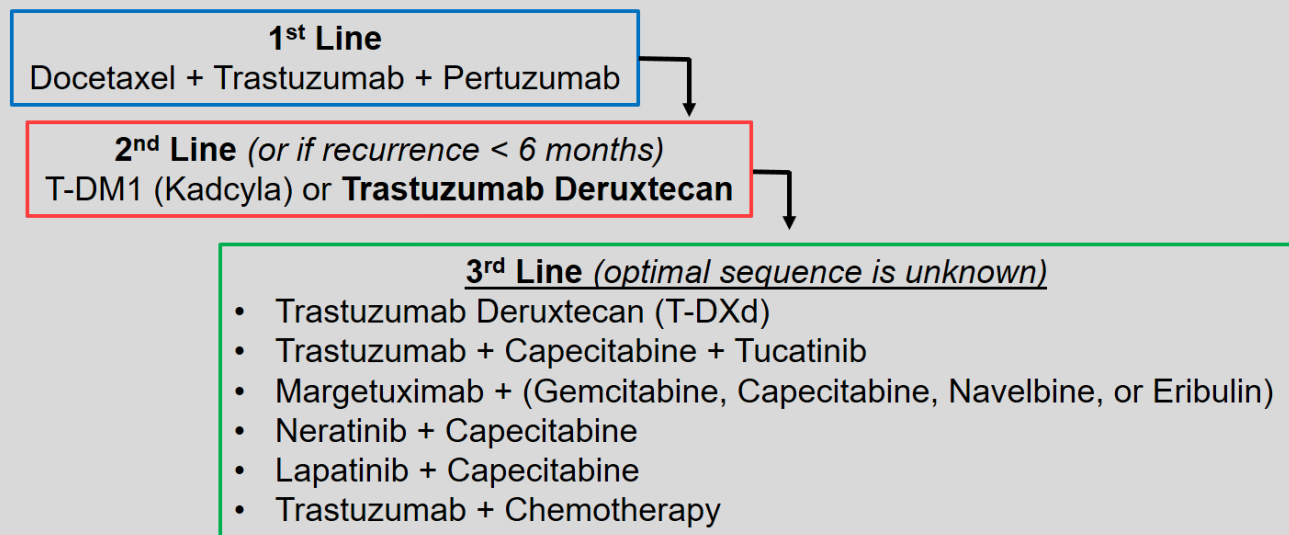 1st Line
Docetaxel + Trastuzumab + Pertuzumab
2nd Line (or if recurrence < 6 months)
T-DM1 (Kadcyla) or Trastuzumab Deruxtecan
3rd Line (optimal sequence is unknown)
• Trastuzumab Deruxtecan (T-DXd)
• Trastuzumab + Capecitabine + Tucatinib
• Margetuximab + (Gemcitabine, Capecitabine, Navelbine, or Eribulin)
• Neratinib + Capecitabine
• Lapatinib + Capecitabine
• Trastuzumab + Chemotherapy